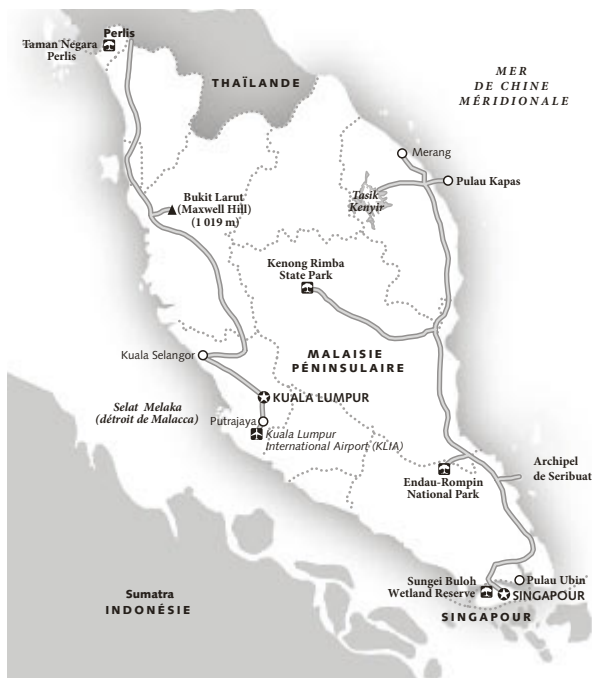 Perlis
Taman Negara
Perlis
THAÏLANDE
MER
DE CHINE
MÉRIDIONALE
Merang
Pulau Kapas
Tasik
Kenyir
Bukit Larut
(Maxwell Hill)
(1 019 m)
Kenong Rimba
State Park
Kuala Selangor
MALAISIE
PÉNINSULAIRE
KUALA LUMPUR
Selat Melaka
(détroit de Malacca)
Putrajaya
Kuala Lumpur
International Airport (KLIA)
Archipel
de Seribuat
Endau-Rompin
National Park
Sumatra
INDONÉSIE
Sungei Buloh
Wetland Reserve
Pulau Ubin
SINGAPOUR
SINGAPOUR